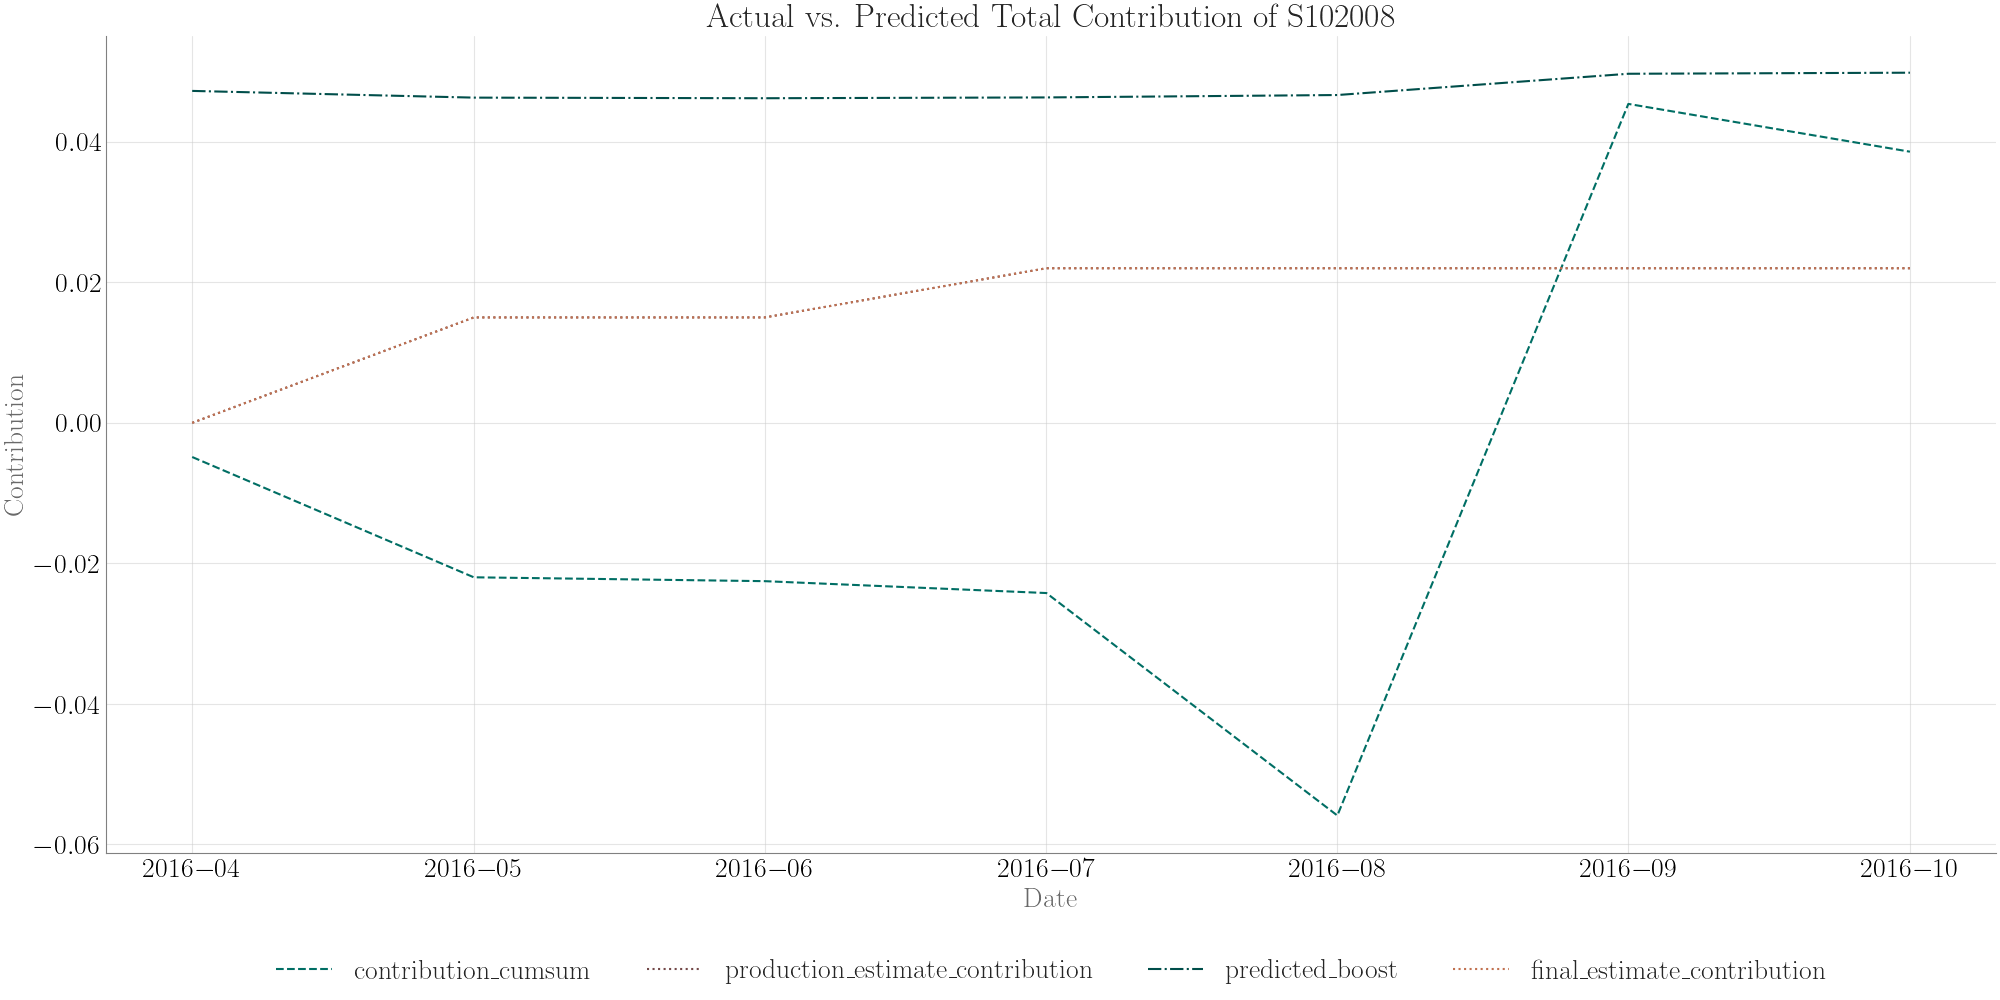 Actual vs. Predicted Total Contribution of S102008
0.04
0.02
0.00
−0.02
−0.04
−0.06
Contribution
2016−04 2016−05 2016−06 2016−07 2016−08 2016−09 2016−10
Date
contribution_cumsum production_estimate_contribution predicted_boost final_estimate_contribution